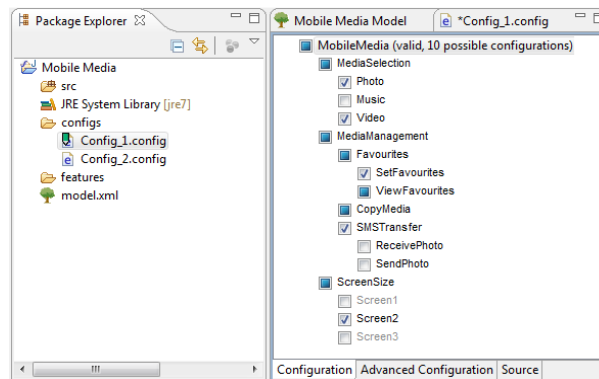 Package Explorer
Mobile Media
src
JRE System Library [jre7]
configs
Config_1.config
Config_2.config
features
model.xml
Mobile Media Model
*Config_1.config
MobileMedia (valid, 10 possible configurations)
MediaSelection
Photo
Music
Video
MediaManagement
Favourites
SetFavourites
ViewFavourites
CopyMedia
SMSTransfer
ReceivePhoto
SendPhoto
ScreenSize
Screen1
Screen2
Screen3
Configuration Advanced Configuration Source